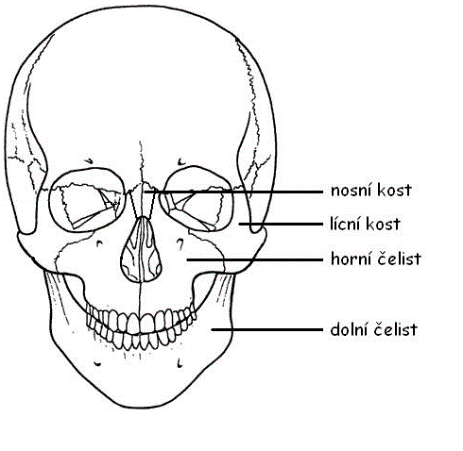 nosní kost
lícní kost
horní čelist
dolní čelist